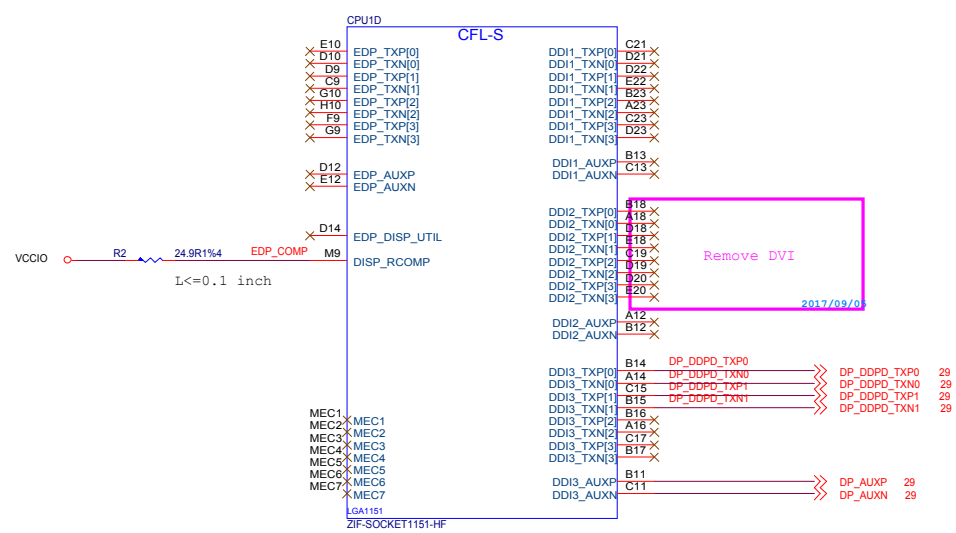 CPU1D
CFL-S
E10 EDP_TXP[0]
D10 EDP_TXN[0]
D9 EDP_TXP[1]
C9 EDP_TXN[1]
G10 EDP_TXP[2]
H10 EDP_TXN[2]
F9 EDP_TXP[3]
G9 EDP_TXN[3]
D12 EDP_AUXP
E12 EDP_AUXN
D14 EDP_DISP_UTIL
VCCIO R2 24.9R1%4 EDP_COMP M9 DISP_RCOMP
L<=0.1 inch
MEC1 MEC1
MEC2 MEC2
MEC3 MEC3
MEC4 MEC4
MEC5 MEC5
MEC6 MEC6
MEC7 MEC7
DDI1_TXP[0] C21
DDI1_TXN[0] D21
DDI1_TXP[1] D22
DDI1_TXN[1] E22
DDI1_TXP[2] B23
DDI1_TXN[2] A23
DDI1_TXP[3] C23
DDI1_TXN[3] D23
DDI1_AUXP B13
DDI1_AUXN C13
DDI2_TXP[0] B18
DDI2_TXN[0] A18
DDI2_TXP[1] D18
DDI2_TXN[1] E18
DDI2_TXP[2] C19
DDI2_TXN[2] D19
DDI2_TXP[3] D20
DDI2_TXN[3] E20
Remove DVI
2017/09/05
DDI2_AUXP A12
DDI2_AUXN B12
DDI3_TXP[0] B14 DP_DDPD_TXP0 DP_DDPD_TXP0 29
DDI3_TXN[0] A14 DP_DDPD_TXN0 DP_DDPD_TXN0 29
DDI3_TXP[1] C15 DP_DDPD_TXP1 DP_DDPD_TXP1 29
DDI3_TXN[1] B15 DP_DDPD_TXN1 DP_DDPD_TXN1 29
DDI3_TXP[2] B16
DDI3_TXN[2] A16
DDI3_TXP[3] C17
DDI3_TXN[3] B17
DDI3_AUXP B11 DP_AUXP 29
DDI3_AUXN C11 DP_AUXN 29
LGA1151
ZIF-SOCKET1151-HF